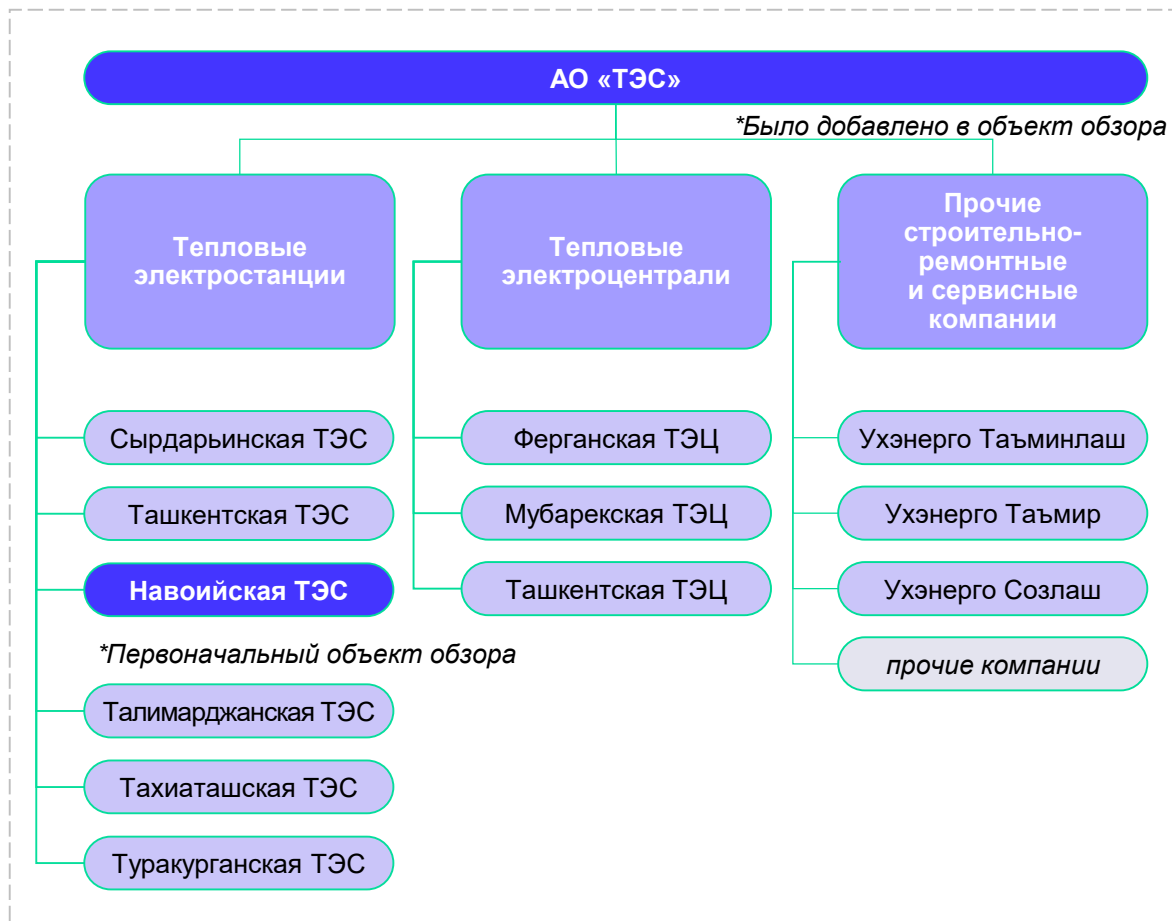 АО «ТЭС»
*Было добавлено в объект обзора
Тепловые
электростанции
Сырдарьинская ТЭС
Ташкентская ТЭС
Навоийская ТЭС
*Первоначальный объект обзора
Талимарджанская ТЭС
Тахиаташская ТЭС
Туракурганская ТЭС
Тепловые
электроцентрали
Ферганская ТЭЦ
Мубарекская ТЭЦ
Ташкентская ТЭЦ
Прочие
строительно-
ремонтные
и сервисные
компании
Ухэнерго Таъминлаш
Ухэнерго Таъмир
Ухэнерго Созлаш
прочие компании